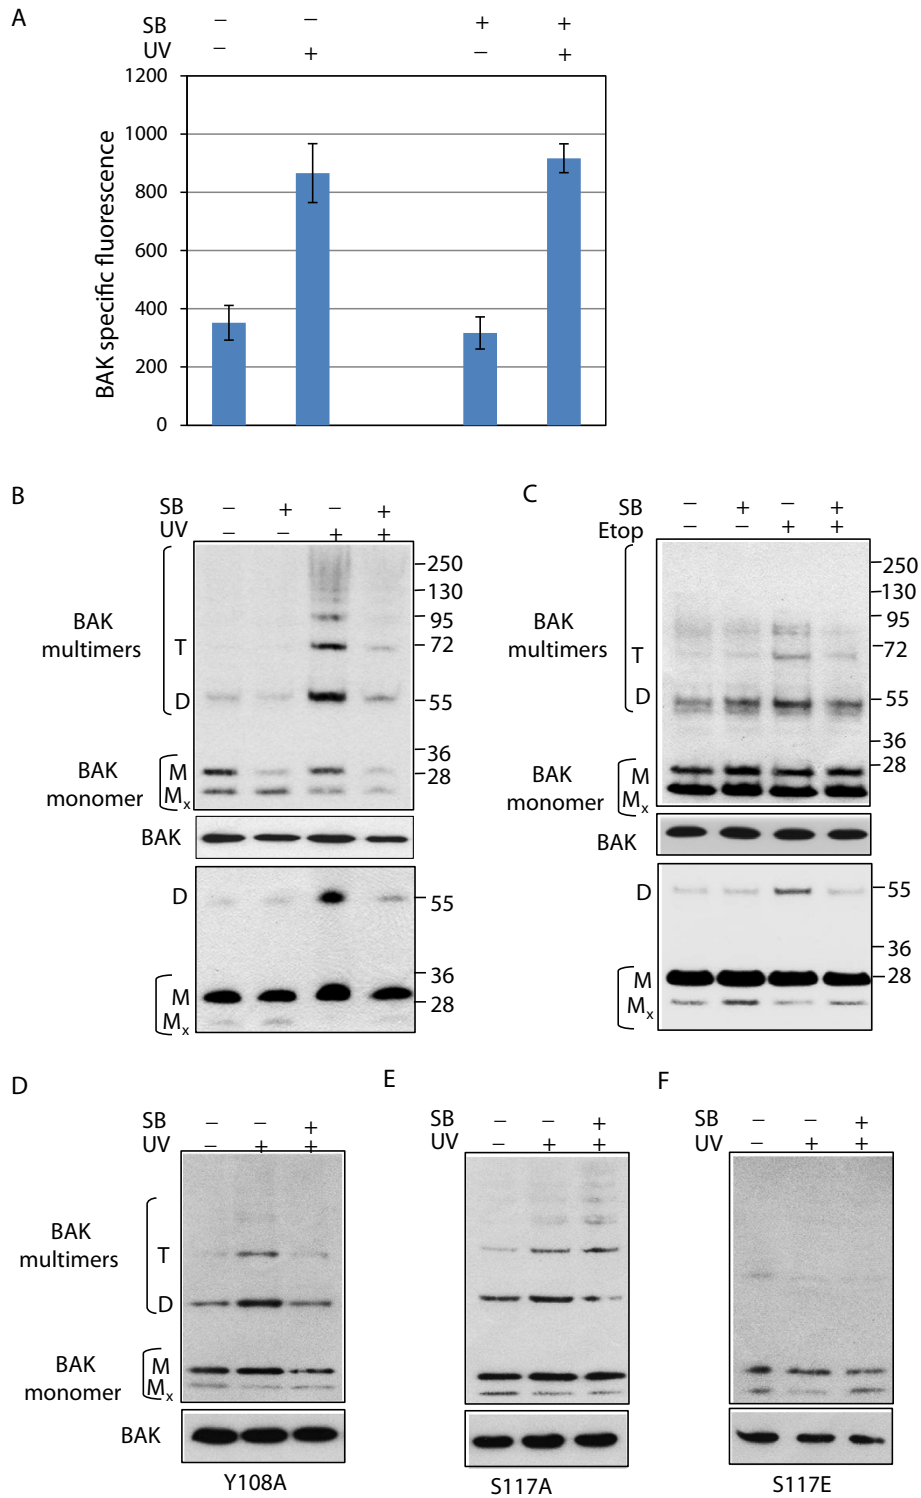 A
SB – – + +
UV – + – +
1200
1000
800
600
400
200
0
BAK specific fluorescence
B
SB – + – +
UV – – + +
BAK multimers
T
D
BAK monomer
M
Mx
250
130
95
72
55
36
28
BAK
D
M
Mx
55
36
28
C
SB – + – +
Etop – – + +
BAK multimers
T
D
BAK monomer
M
Mx
250
130
95
72
55
36
28
BAK
D
M
Mx
55
36
28
D
SB – – +
UV – + +
BAK multimers
T
D
BAK monomer
M
Mx
BAK
Y108A
E
SB – – +
UV – + +
S117A
F
SB – – +
UV – + +
S117E